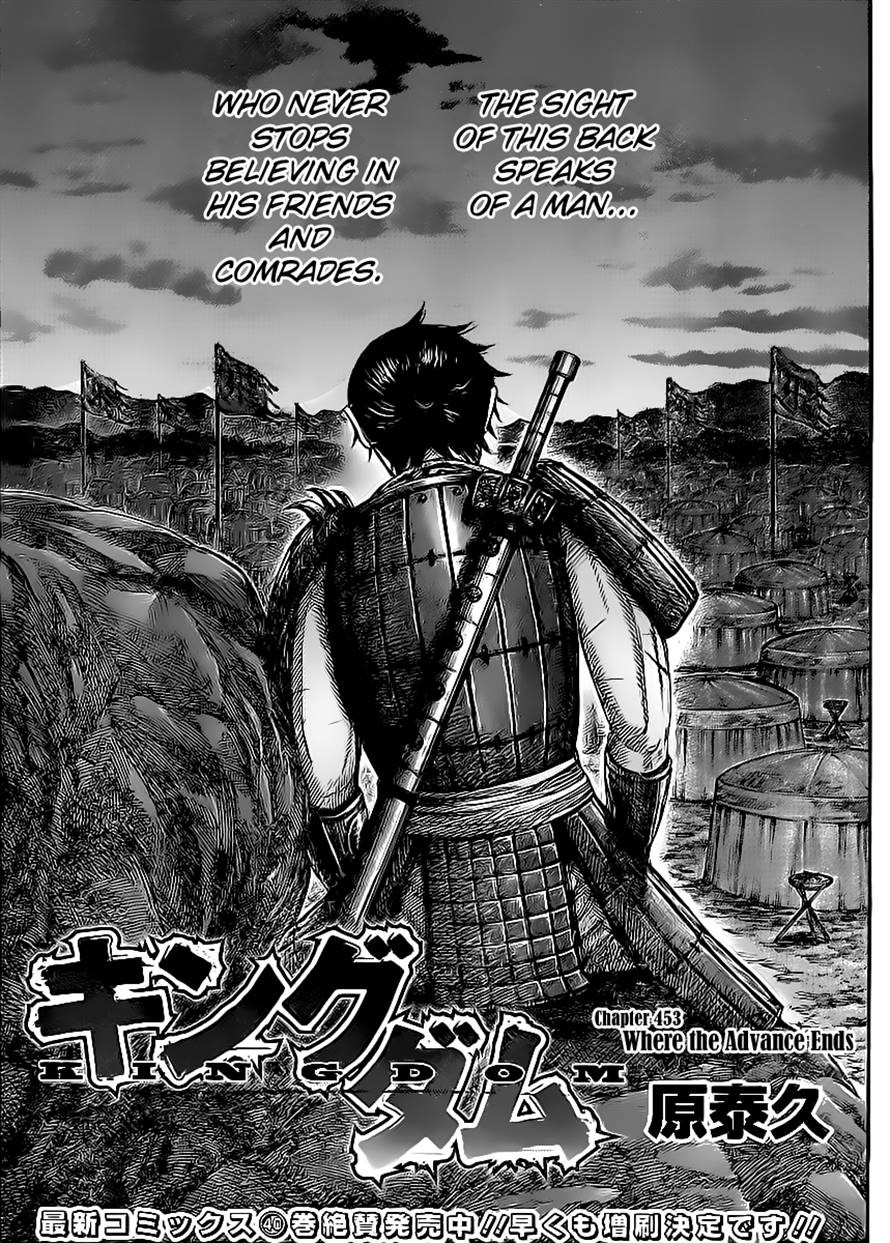 THE SIGHT
OF THIS BACK
SPEAKS
OF A MAN...
WHO NEVER
STOPS
BELIEVING IN
HIS FRIENDS
AND
COMRADES.
キングダム
KINGDOM
Chapter 453
Where the Advance Ends
原泰久
最新コミックス㊵巻絶賛発売中!!早くも増刷決定です!!